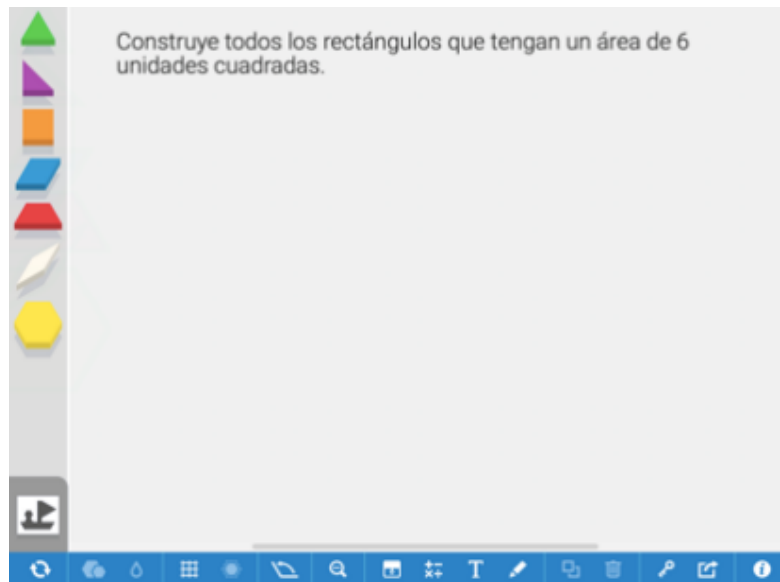 Construye todos los rectángulos que tengan un área de 6
unidades cuadradas.
T